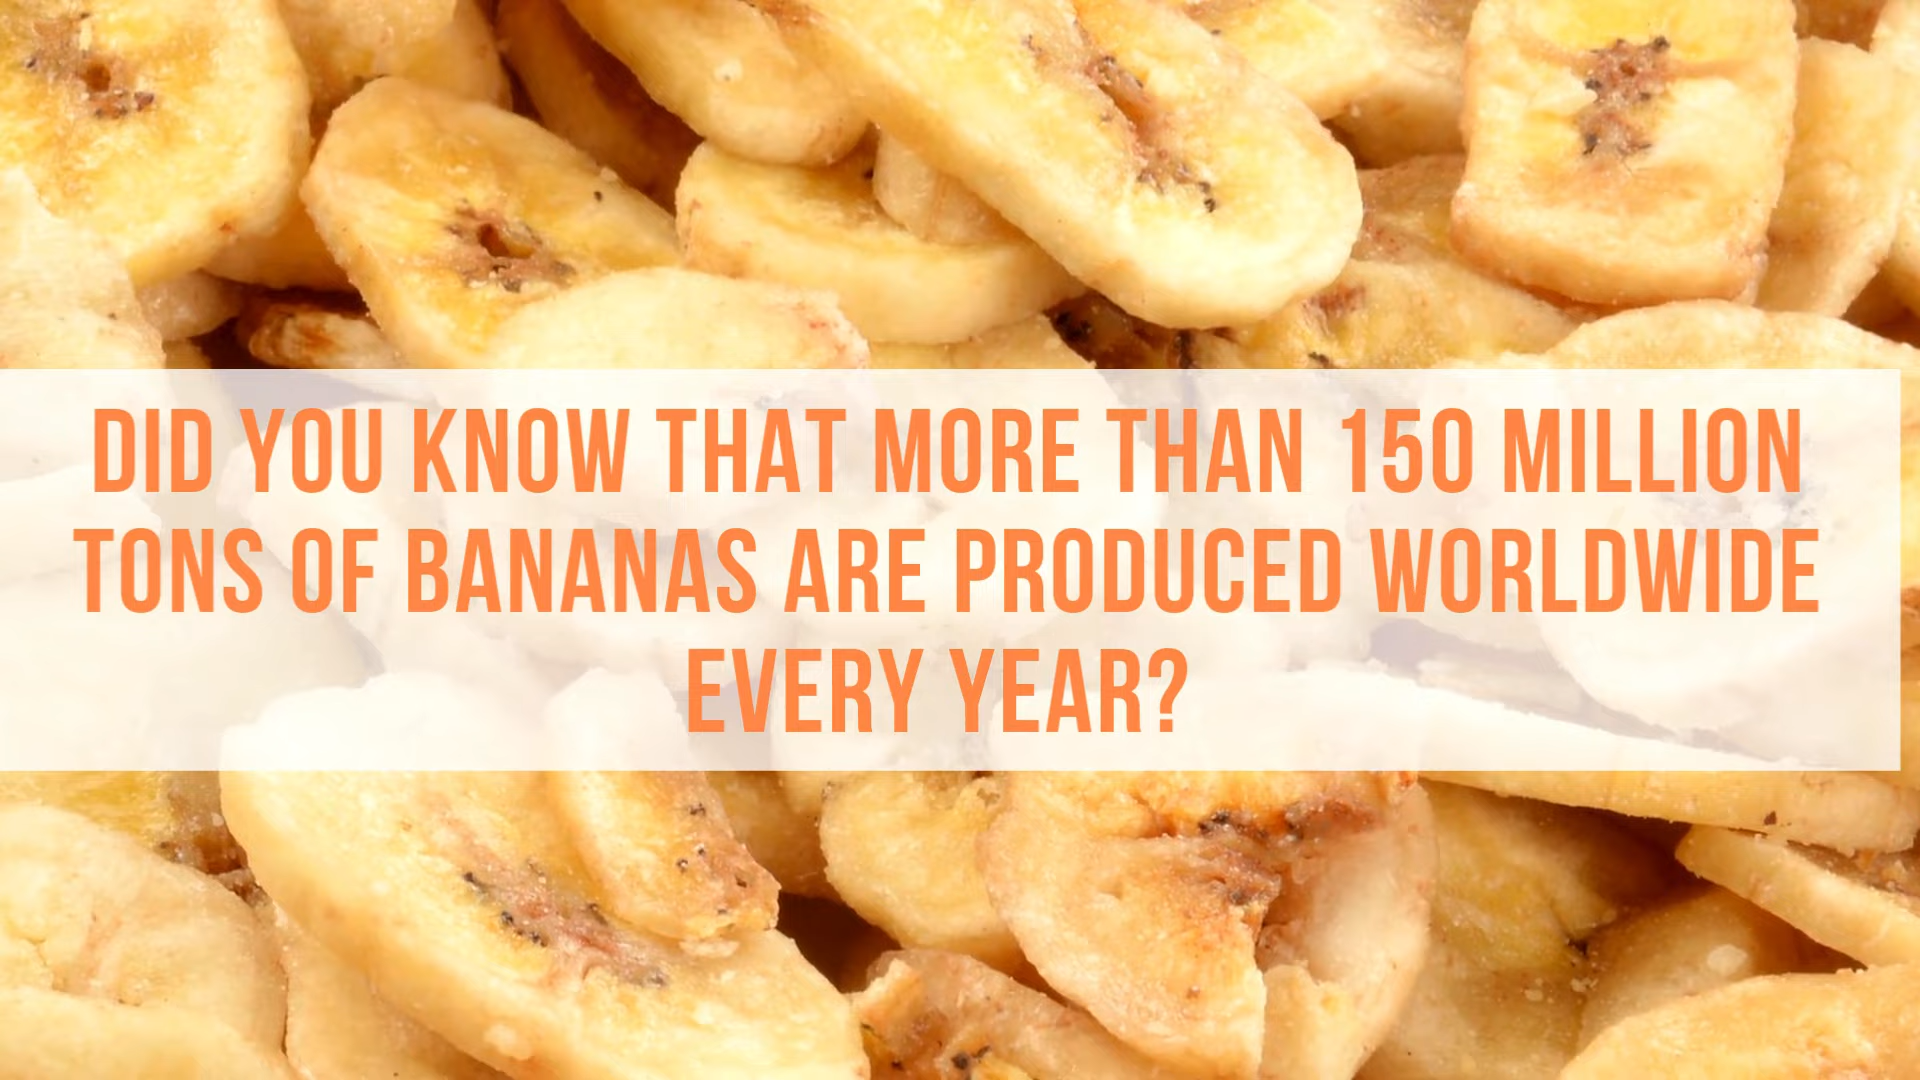 DID YOU KNOW THAT MORE THAN 150 MILLION
TONS OF BANANAS ARE PRODUCED WORLDWIDE
EVERY YEAR?